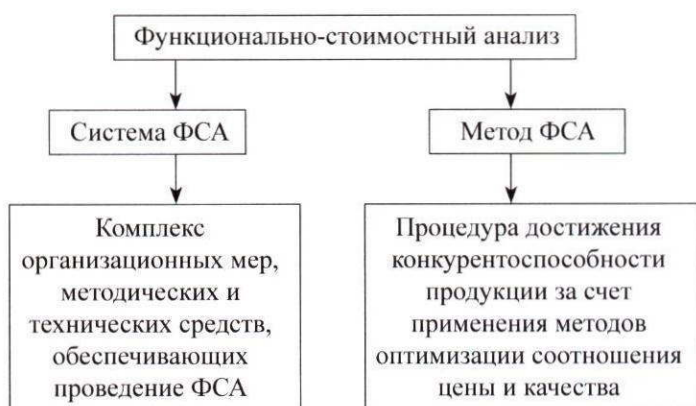 Функционально-стоимостный анализ
Система ФСА
Метод ФСА
Комплекс
организационных мер,
методических и
технических средств,
обеспечивающих
проведение ФСА
Процедура достижения
конкурентоспособности
продукции за счет
применения методов
оптимизации соотношения
цены и качества